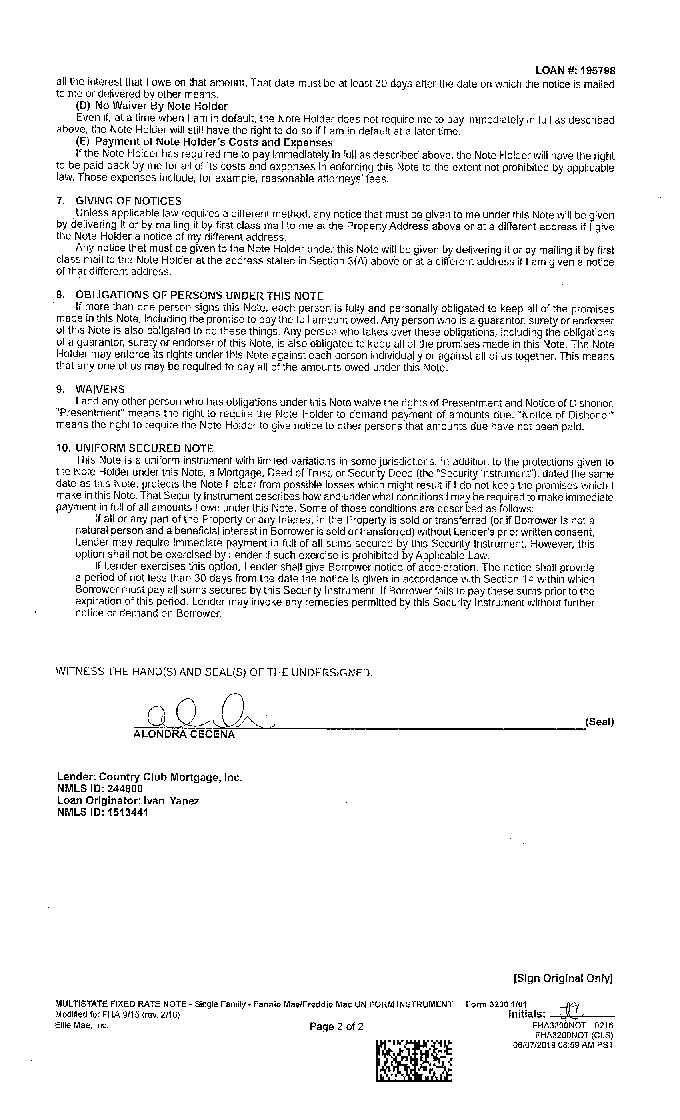 LOAN #: 195798
all the interest that I owe on that amount. That date must be at least 30 days after the date on which the notice is mailed
to me or delivered by other means.
(D) No Waiver By Note Holder
Even if, at a time when I am in default, the Note Holder does not require me to pay immediately in full as described
above, the Note Holder will still have the right to do so if I am in default at a later time.
(E) Payment of Note Holder's Costs and Expenses
If the Note Holder has required me to pay immediately in full as described above, the Note Holder will have the right
to be paid back by me for all of its costs and expenses in enforcing this Note to the extent not prohibited by applicable
law. Those expenses include, for example, reasonable attorneys' fees.
7. GIVING OF NOTICES
Unless applicable law requires a different method, any notice that must be given to me under this Note will be given
by delivering it or by mailing it by first class mail to me at the Property Address above or at a different address if I give
the Note Holder a notice of my different address.
Any notice that must be given to the Note Holder under this Note will be given by delivering it or by mailing it by first
class mail to the Note Holder at the address stated in Section 3(A) above or at a different address if I am given a notice
of that different address.
8. OBLIGATIONS OF PERSONS UNDER THIS NOTE
If more than one person signs this Note, each person is fully and personally obligated to keep all of the promises
made in this Note, including the promise to pay the full amount owed. Any person who is a guarantor, surety or endorser
of this Note is also obligated to do these things. Any person who takes over these obligations, including the obligations
of a guarantor, surety or endorser of this Note, is also obligated to keep all of the promises made in this Note. The Note
Holder may enforce its rights under this Note against each person individually or against all of us together. This means
that any one of us may be required to pay all of the amounts owed under this Note.
9. WAIVERS
I and any other person who has obligations under this Note waive the rights of Presentment and Notice of Dishonor.
"Presentment" means the right to require the Note Holder to demand payment of amounts due. "Notice of Dishonor"
means the right to require the Note Holder to give notice to other persons that amounts due have not been paid.
10. UNIFORM SECURED NOTE
This Note is a uniform instrument with limited variations in some jurisdictions. In addition to the protections given to
the Note Holder under this Note, a Mortgage, Deed of Trust, or Security Deed (the "Security Instrument"), dated the same
date as this Note, protects the Note Holder from possible losses which might result if I do not keep the promises which I
make in this Note. That Security Instrument describes how and under what conditions I may be required to make immediate
payment in full of all amounts I owe under this Note. Some of those conditions are described as follows:
If all or any part of the Property or any Interest in the Property is sold or transferred (or if Borrower is not a
natural person and a beneficial interest in Borrower is sold or transferred) without Lender's prior written consent,
Lender may require immediate payment in full of all sums secured by this Security Instrument. However, this
option shall not be exercised by Lender if such exercise is prohibited by Applicable Law.
If Lender exercises this option, Lender shall give Borrower notice of acceleration. The notice shall provide
a period of not less than 30 days from the date the notice is given in accordance with Section 14 within which
Borrower must pay all sums secured by this Security Instrument. If Borrower fails to pay these sums prior to the
expiration of this period, Lender may invoke any remedies permitted by this Security Instrument without further
notice or demand on Borrower.
WITNESS THE HAND(S) AND SEAL(S) OF THE UNDERSIGNED.
(Seal)
ALONDRA CECENA
Lender: Country Club Mortgage, Inc.
NMLS ID: 244800
Loan Originator: Ivan Yanez
NMLS ID: 1513441
[Sign Original Only]
MULTISTATE FIXED RATE NOTE - Single Family - Fannie Mae/Freddie Mac UNIFORM INSTRUMENT Form 3200 1/01
Modified for FHA 9/15 (rev. 2/16)
Initials:
Ellie Mae, Inc.
Page 2 of 2
FHA3200NOT 0216
FHA3200NOT (CLS)
06/07/2019 08:59 AM PST